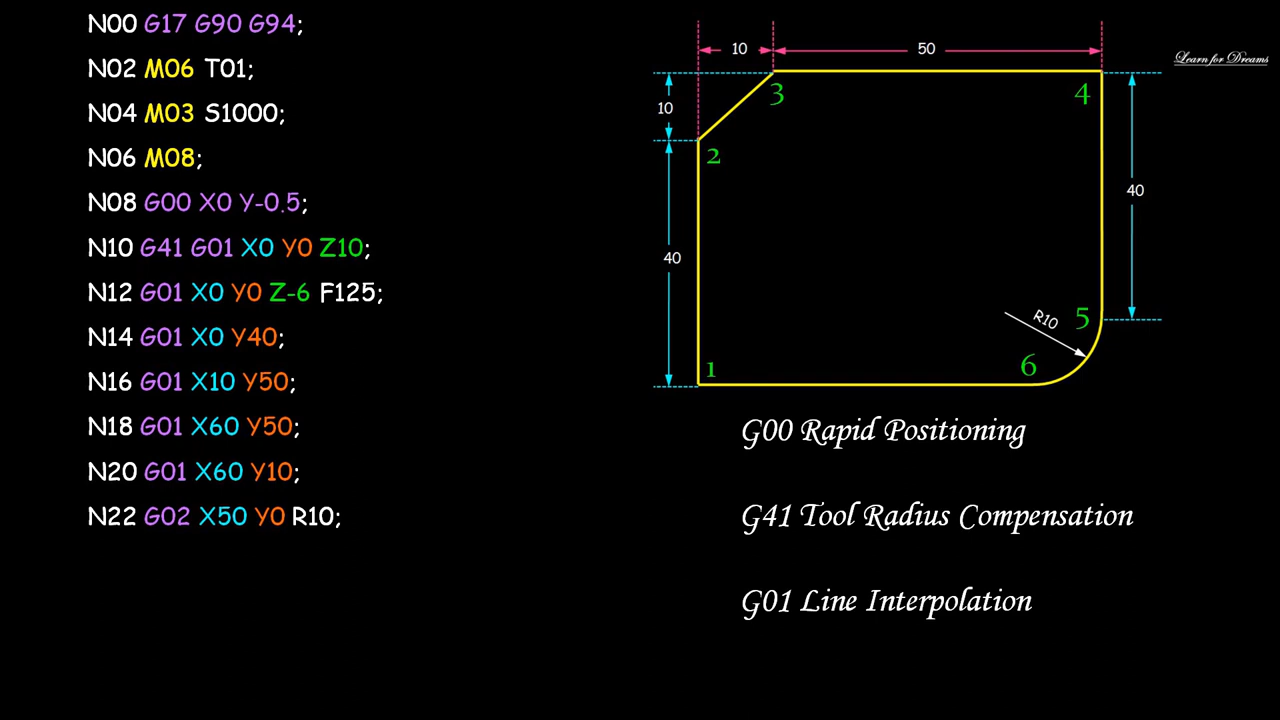 N00 G17 G90 G94;
N02 M06 T01;
N04 M03 S1000;
N06 M08;
N08 G00 X0 Y-0.5;
N10 G41 G01 X0 Y0 Z10;
N12 G01 X0 Y0 Z-6 F125;
N14 G01 X0 Y40;
N16 G01 X10 Y50;
N18 G01 X60 Y50;
N20 G01 X60 Y10;
N22 G02 X50 Y0 R10;
10
50
Learn for Dreams
3
4
10
2
40
40
R10
5
6
1
G00 Rapid Positioning
G41 Tool Radius Compensation
G01 Line Interpolation